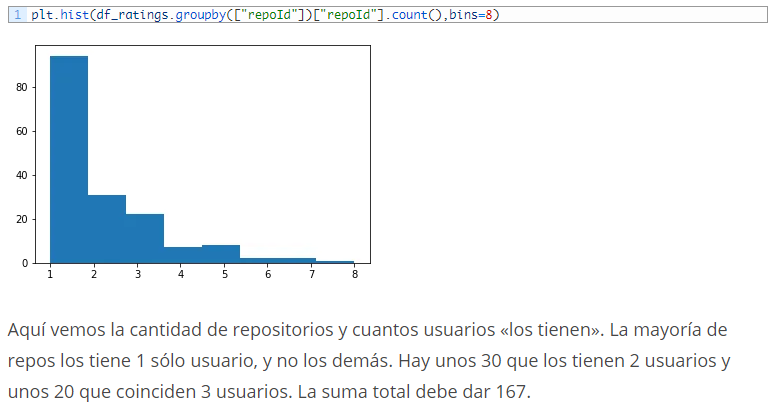 1 plt.hist(df_ratings.groupby(["repoId"])["repoId"].count(),bins=8)
80
60
40
20
0
1 2 3 4 5 6 7 8
Aquí vemos la cantidad de repositorios y cuantos usuarios «los tienen». La mayoría de
repos los tiene 1 sólo usuario, y no los demás. Hay unos 30 que los tienen 2 usuarios y
unos 20 que coinciden 3 usuarios. La suma total debe dar 167.